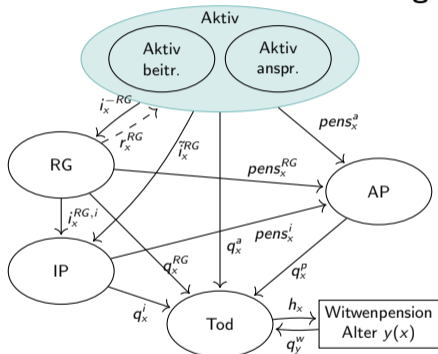 Aktiv
Aktiv
beitr.
Aktiv
anspr.
i_x^{-RG}
r_x^{RG}
ĩ_x^{RG}
pens_x^a
RG
pens_x^{RG}
AP
i_x^{RG,i}
IP
q_x^{RG}
q_x^a
pens_x^i
q_x^p
q_x^i
Tod
h_x
q_y^w
Witwenpension
Alter y(x)